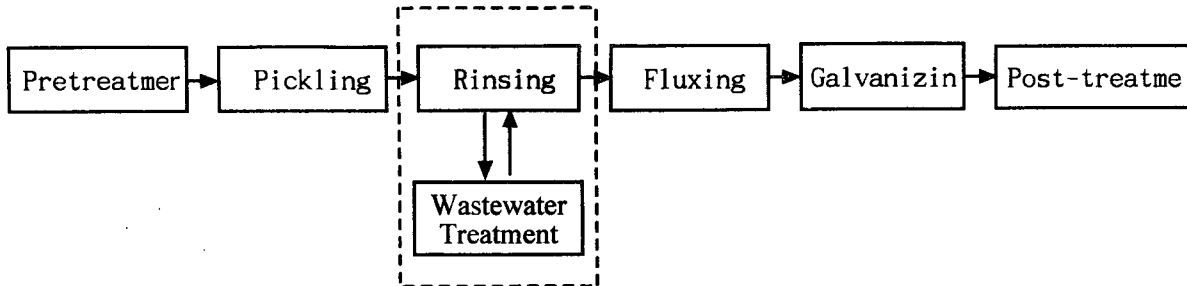 Pretreatmer
Pickling
Rinsing
Fluxing
Galvanizin
Post-treatme
Wastewater
Treatment